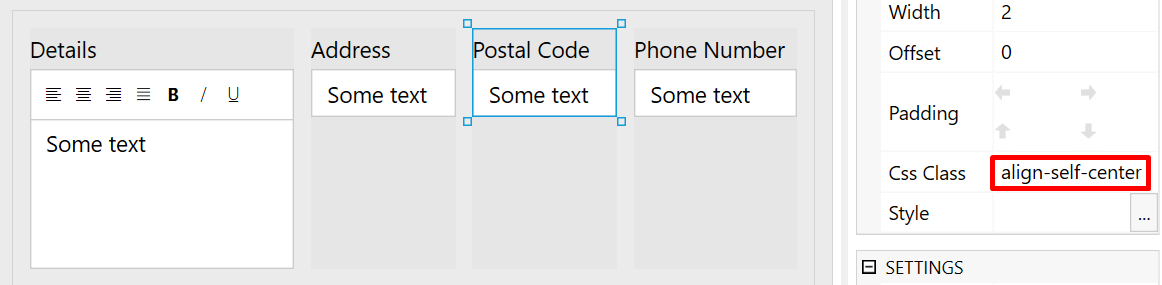 Details
Address
Postal Code
Phone Number
B / U
Some text
Some text
Some text
Some text
Width 2
Offset 0
Padding
Css Class align-self-center
Style ...
SETTINGS